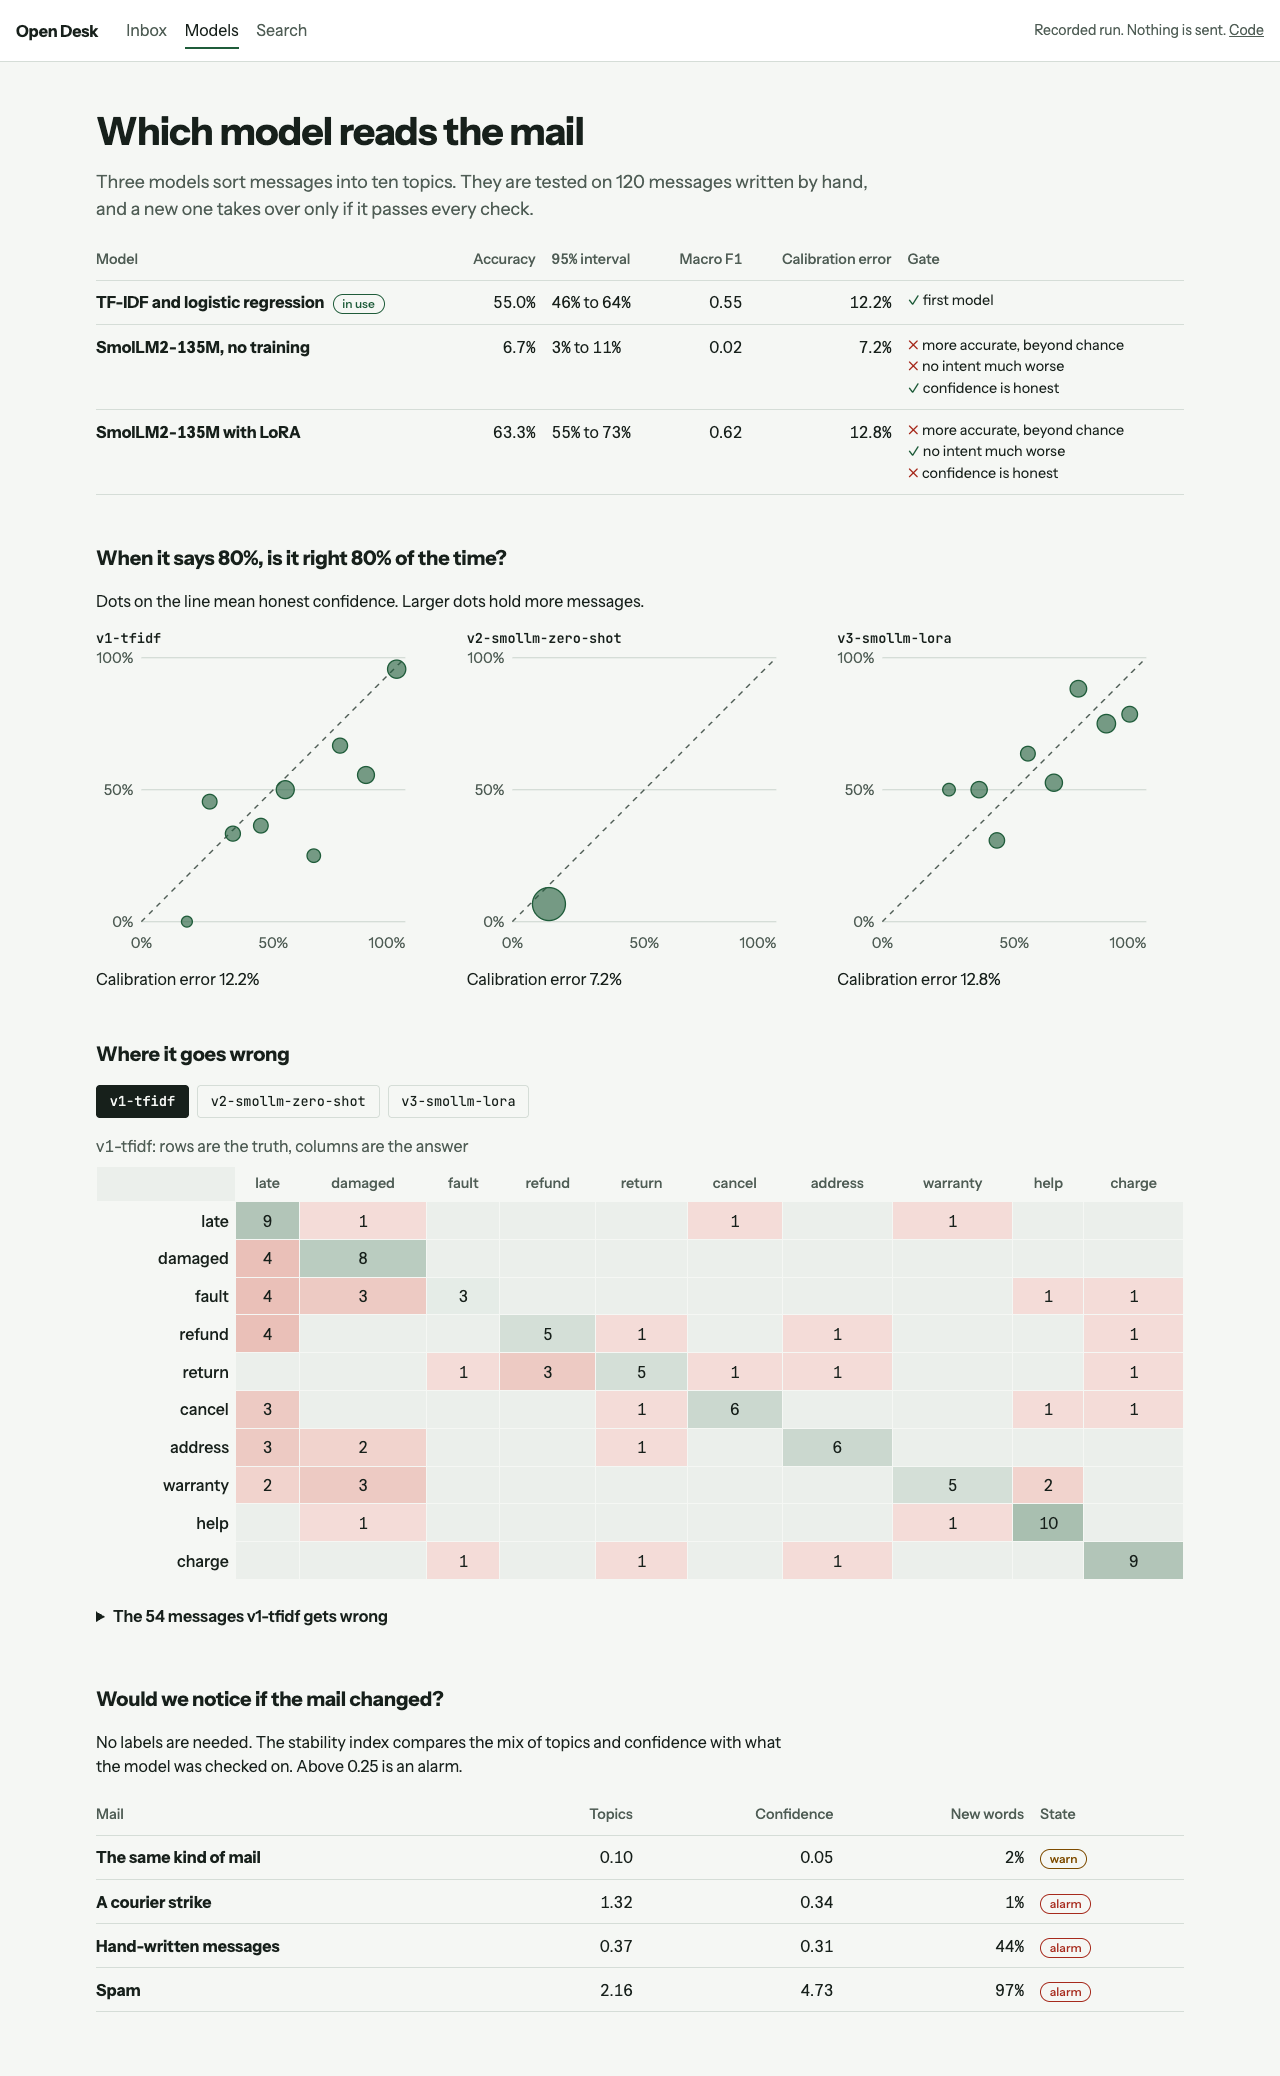 Open Desk Inbox Models Search Recorded run. Nothing is sent. Code
Which model reads the mail
Three models sort messages into ten topics. They are tested on 120 messages written by hand,
and a new one takes over only if it passes every check.
Model Accuracy 95% interval Macro F1 Calibration error Gate
TF-IDF and logistic regression in use 55.0% 46% to 64% 0.55 12.2% ✓ first model
SmolLM2-135M, no training 6.7% 3% to 11% 0.02 7.2% ✕ more accurate, beyond chance
✕ no intent much worse
✓ confidence is honest
SmolLM2-135M with LoRA 63.3% 55% to 73% 0.62 12.8% ✕ more accurate, beyond chance
✓ no intent much worse
✕ confidence is honest
When it says 80%, is it right 80% of the time?
Dots on the line mean honest confidence. Larger dots hold more messages.
v1-tfidf v2-smollm-zero-shot v3-smollm-lora
100% 100% 100%
50% 50% 50%
0% 0% 0%
0% 50% 100% 0% 50% 100% 0% 50% 100%
Calibration error 12.2% Calibration error 7.2% Calibration error 12.8%
Where it goes wrong
v1-tfidf v2-smollm-zero-shot v3-smollm-lora
v1-tfidf: rows are the truth, columns are the answer
late damaged fault refund return cancel address warranty help charge
late 9 1 1 1
damaged 4 8
fault 4 3 3 1 1
refund 4 5 1 1 1
return 1 3 5 1 1 1
cancel 3 1 6 1 1
address 3 2 1 6
warranty 2 3 5 2
help 1 1 10
charge 1 1 1 9
▶ The 54 messages v1-tfidf gets wrong
Would we notice if the mail changed?
No labels are needed. The stability index compares the mix of topics and confidence with what
the model was checked on. Above 0.25 is an alarm.
Mail Topics Confidence New words State
The same kind of mail 0.10 0.05 2% warn
A courier strike 1.32 0.34 1% alarm
Hand-written messages 0.37 0.31 44% alarm
Spam 2.16 4.73 97% alarm